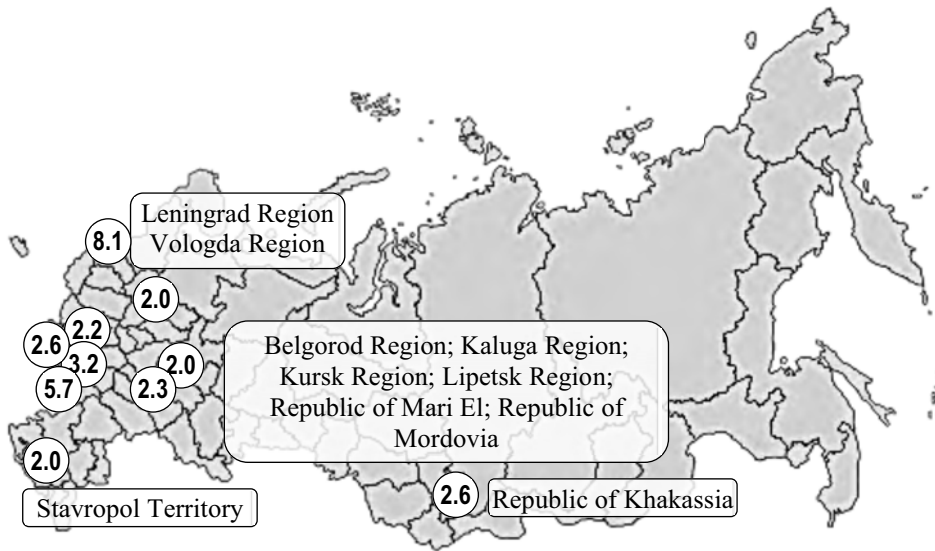 Leningrad Region
Vologda Region
8.1
2.0
2.2
2.6
3.2
2.0
5.7
2.3
Belgorod Region; Kaluga Region;
Kursk Region; Lipetsk Region;
Republic of Mari El; Republic of
Mordovia
2.0
Stavropol Territory
2.6
Republic of Khakassia